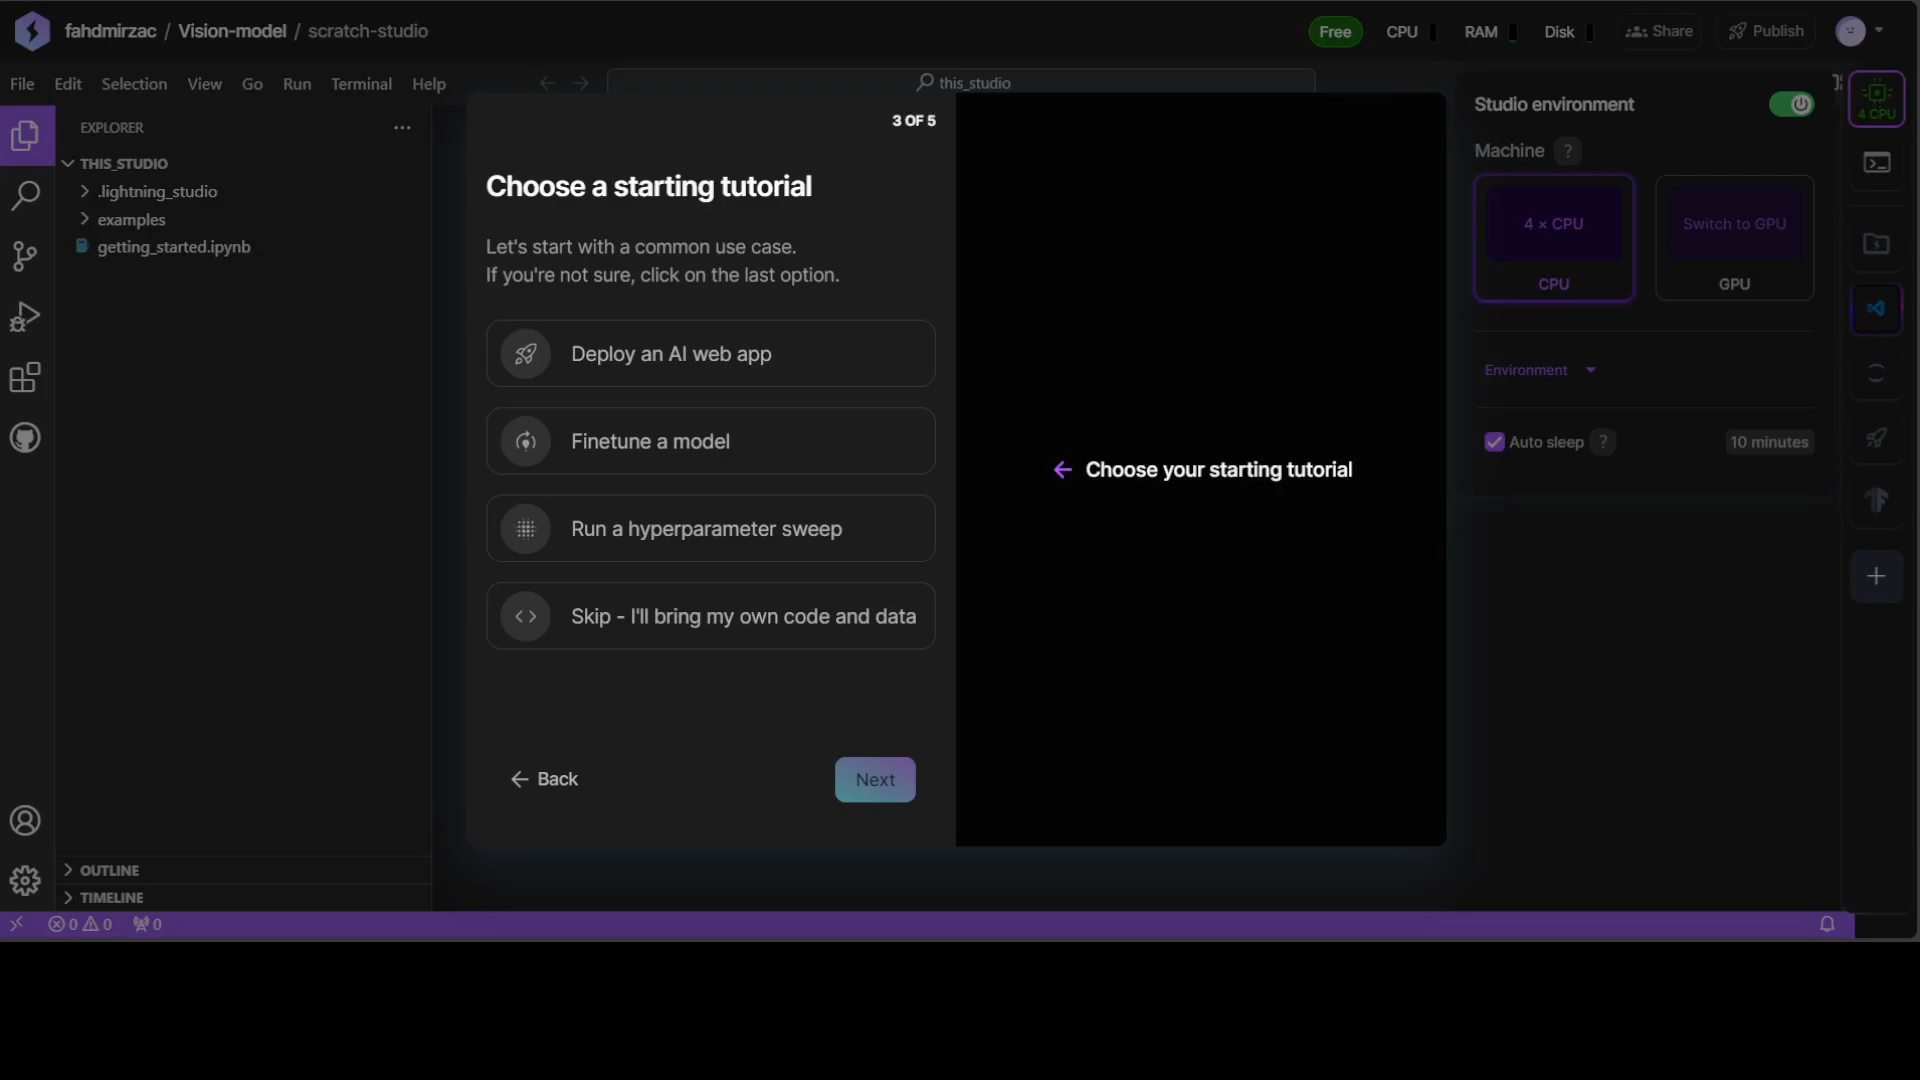 fahdmirzac / Vision-model / scratch-studio
Free CPU RAM Disk Share Publish
File Edit Selection View Go Run Terminal Help
this_studio
EXPLORER
THIS_STUDIO
.lightning_studio
examples
getting_started.ipynb
OUTLINE
TIMELINE
0 0 0
3 OF 5
Choose a starting tutorial
Let's start with a common use case.
If you're not sure, click on the last option.
Deploy an AI web app
Finetune a model
Run a hyperparameter sweep
Skip - I'll bring my own code and data
Back
Next
Choose your starting tutorial
Studio environment
Machine ?
4 × CPU
CPU
Switch to GPU
GPU
Environment
Auto sleep ? 10 minutes
4 CPU